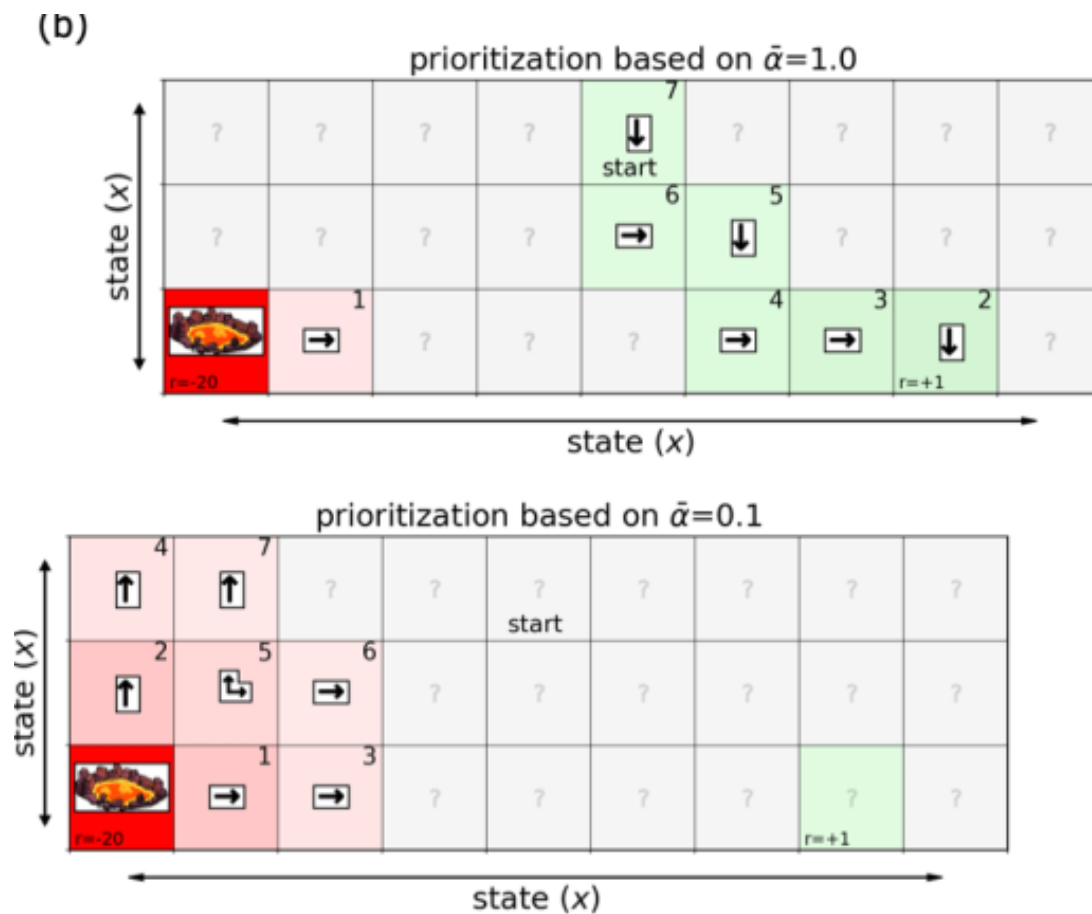 (b)
prioritization based on ᾱ=1.0
7
? ? ? ? ? ? ? ?
start
6 5
? ? ? ? ? ? ?
1 4 3 2
? ? ? ?
r=-20 r=+1
state (x)
state (x)
prioritization based on ᾱ=0.1
4 7
? ? ? ? ? ? ?
start
2 5 6
? ? ? ? ? ?
1 3
? ? ? ? ? ?
r=-20 r=+1
state (x)
state (x)